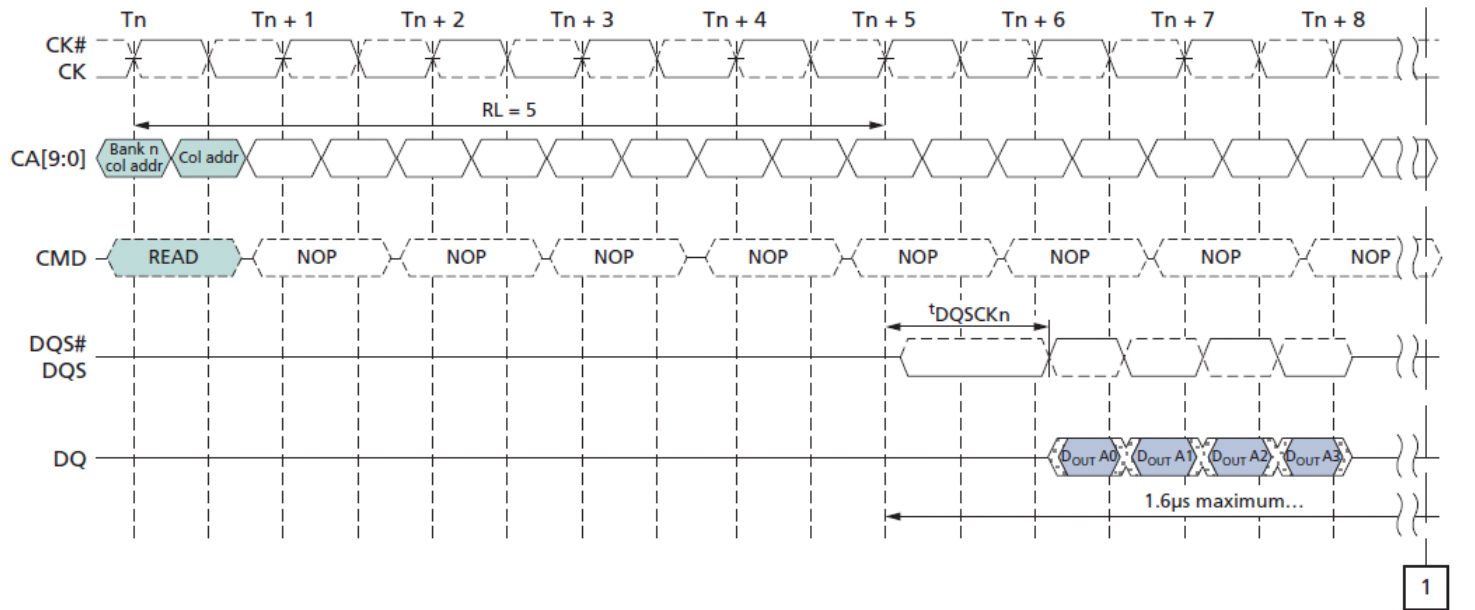 Tn Tn + 1 Tn + 2 Tn + 3 Tn + 4 Tn + 5 Tn + 6 Tn + 7 Tn + 8
CK#
CK
RL = 5
CA[9:0] Bank n
col addr Col addr
CMD READ NOP NOP NOP NOP NOP NOP NOP NOP
tDQSCKn
DQS#
DQS
DQ DOUT A0 DOUT A1 DOUT A2 DOUT A3
1.6µs maximum…
1